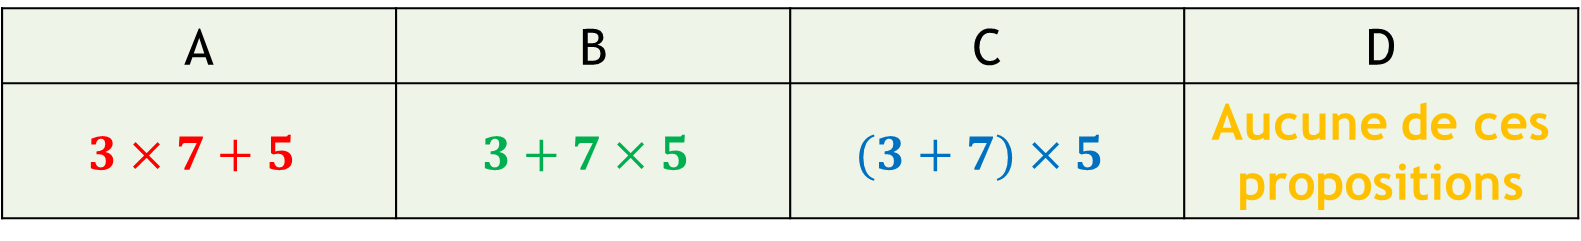 A B C D
3 × 7 + 5 3 + 7 × 5 (3 + 7) × 5 Aucune de ces
propositions